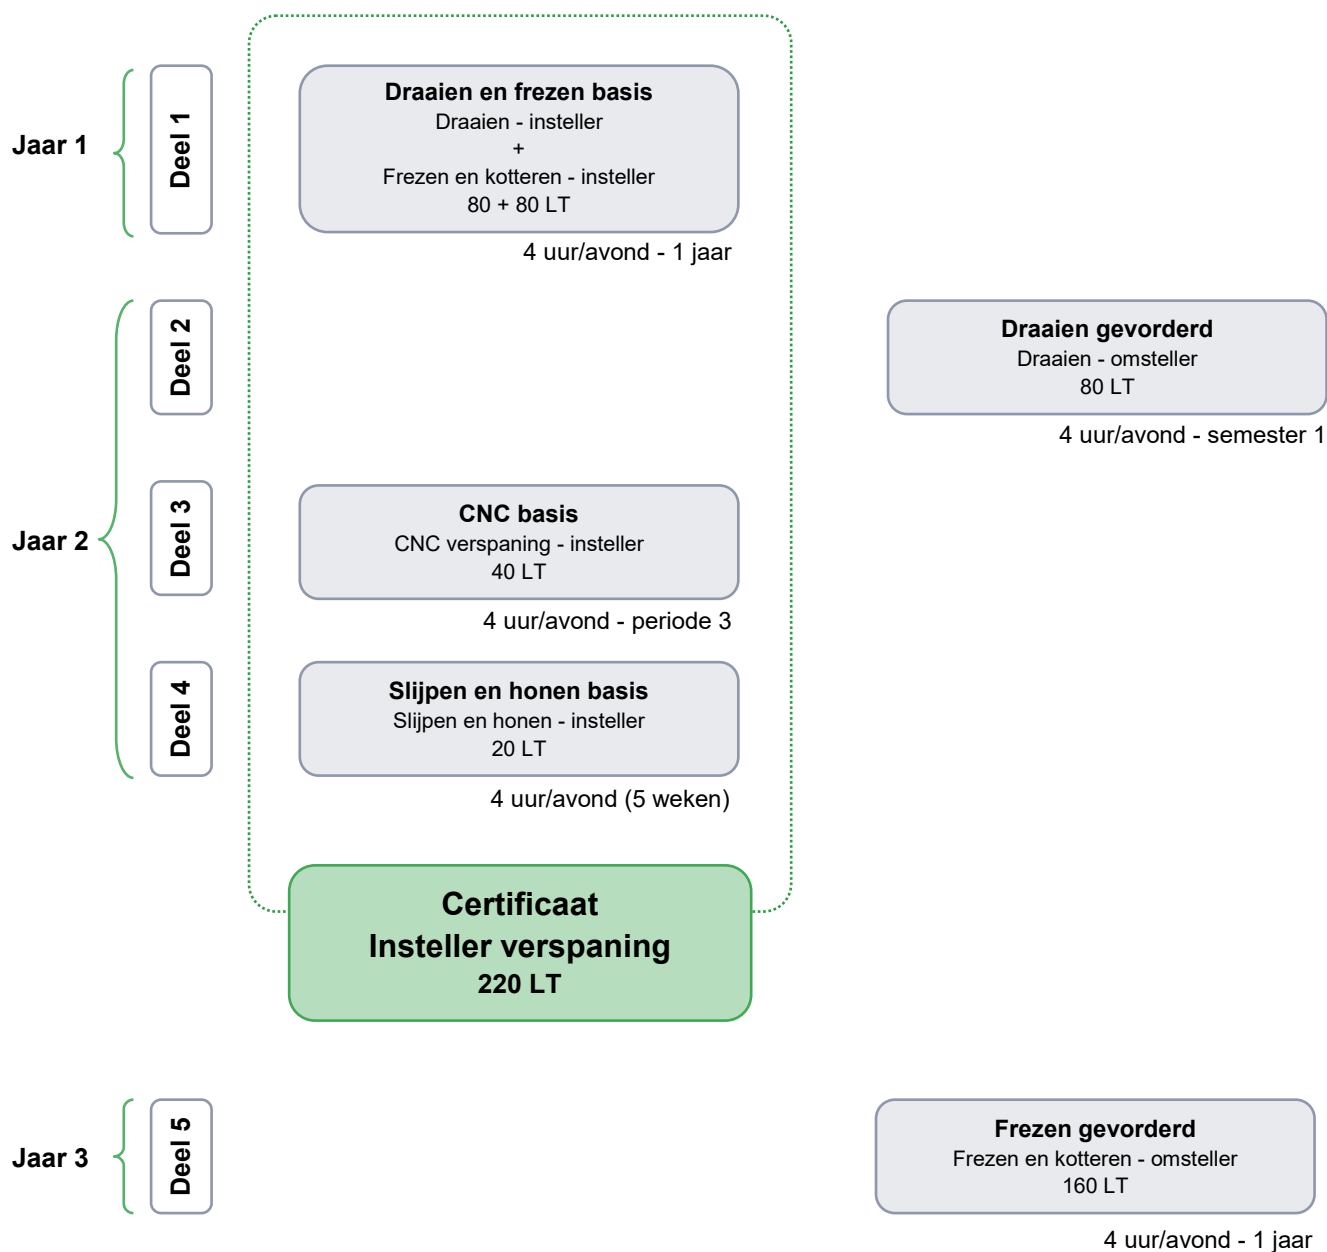 Jaar 1
Deel 1
Draaien en frezen basis
Draaien - insteller
+
Frezen en kotteren - insteller
80 + 80 LT
4 uur/avond - 1 jaar
Jaar 2
Deel 2
Draaien gevorderd
Draaien - omsteller
80 LT
4 uur/avond - semester 1
Deel 3
CNC basis
CNC verspaning - insteller
40 LT
4 uur/avond - periode 3
Deel 4
Slijpen en honen basis
Slijpen en honen - insteller
20 LT
4 uur/avond (5 weken)
Certificaat
Insteller verspaning
220 LT
Jaar 3
Deel 5
Frezen gevorderd
Frezen en kotteren - omsteller
160 LT
4 uur/avond - 1 jaar